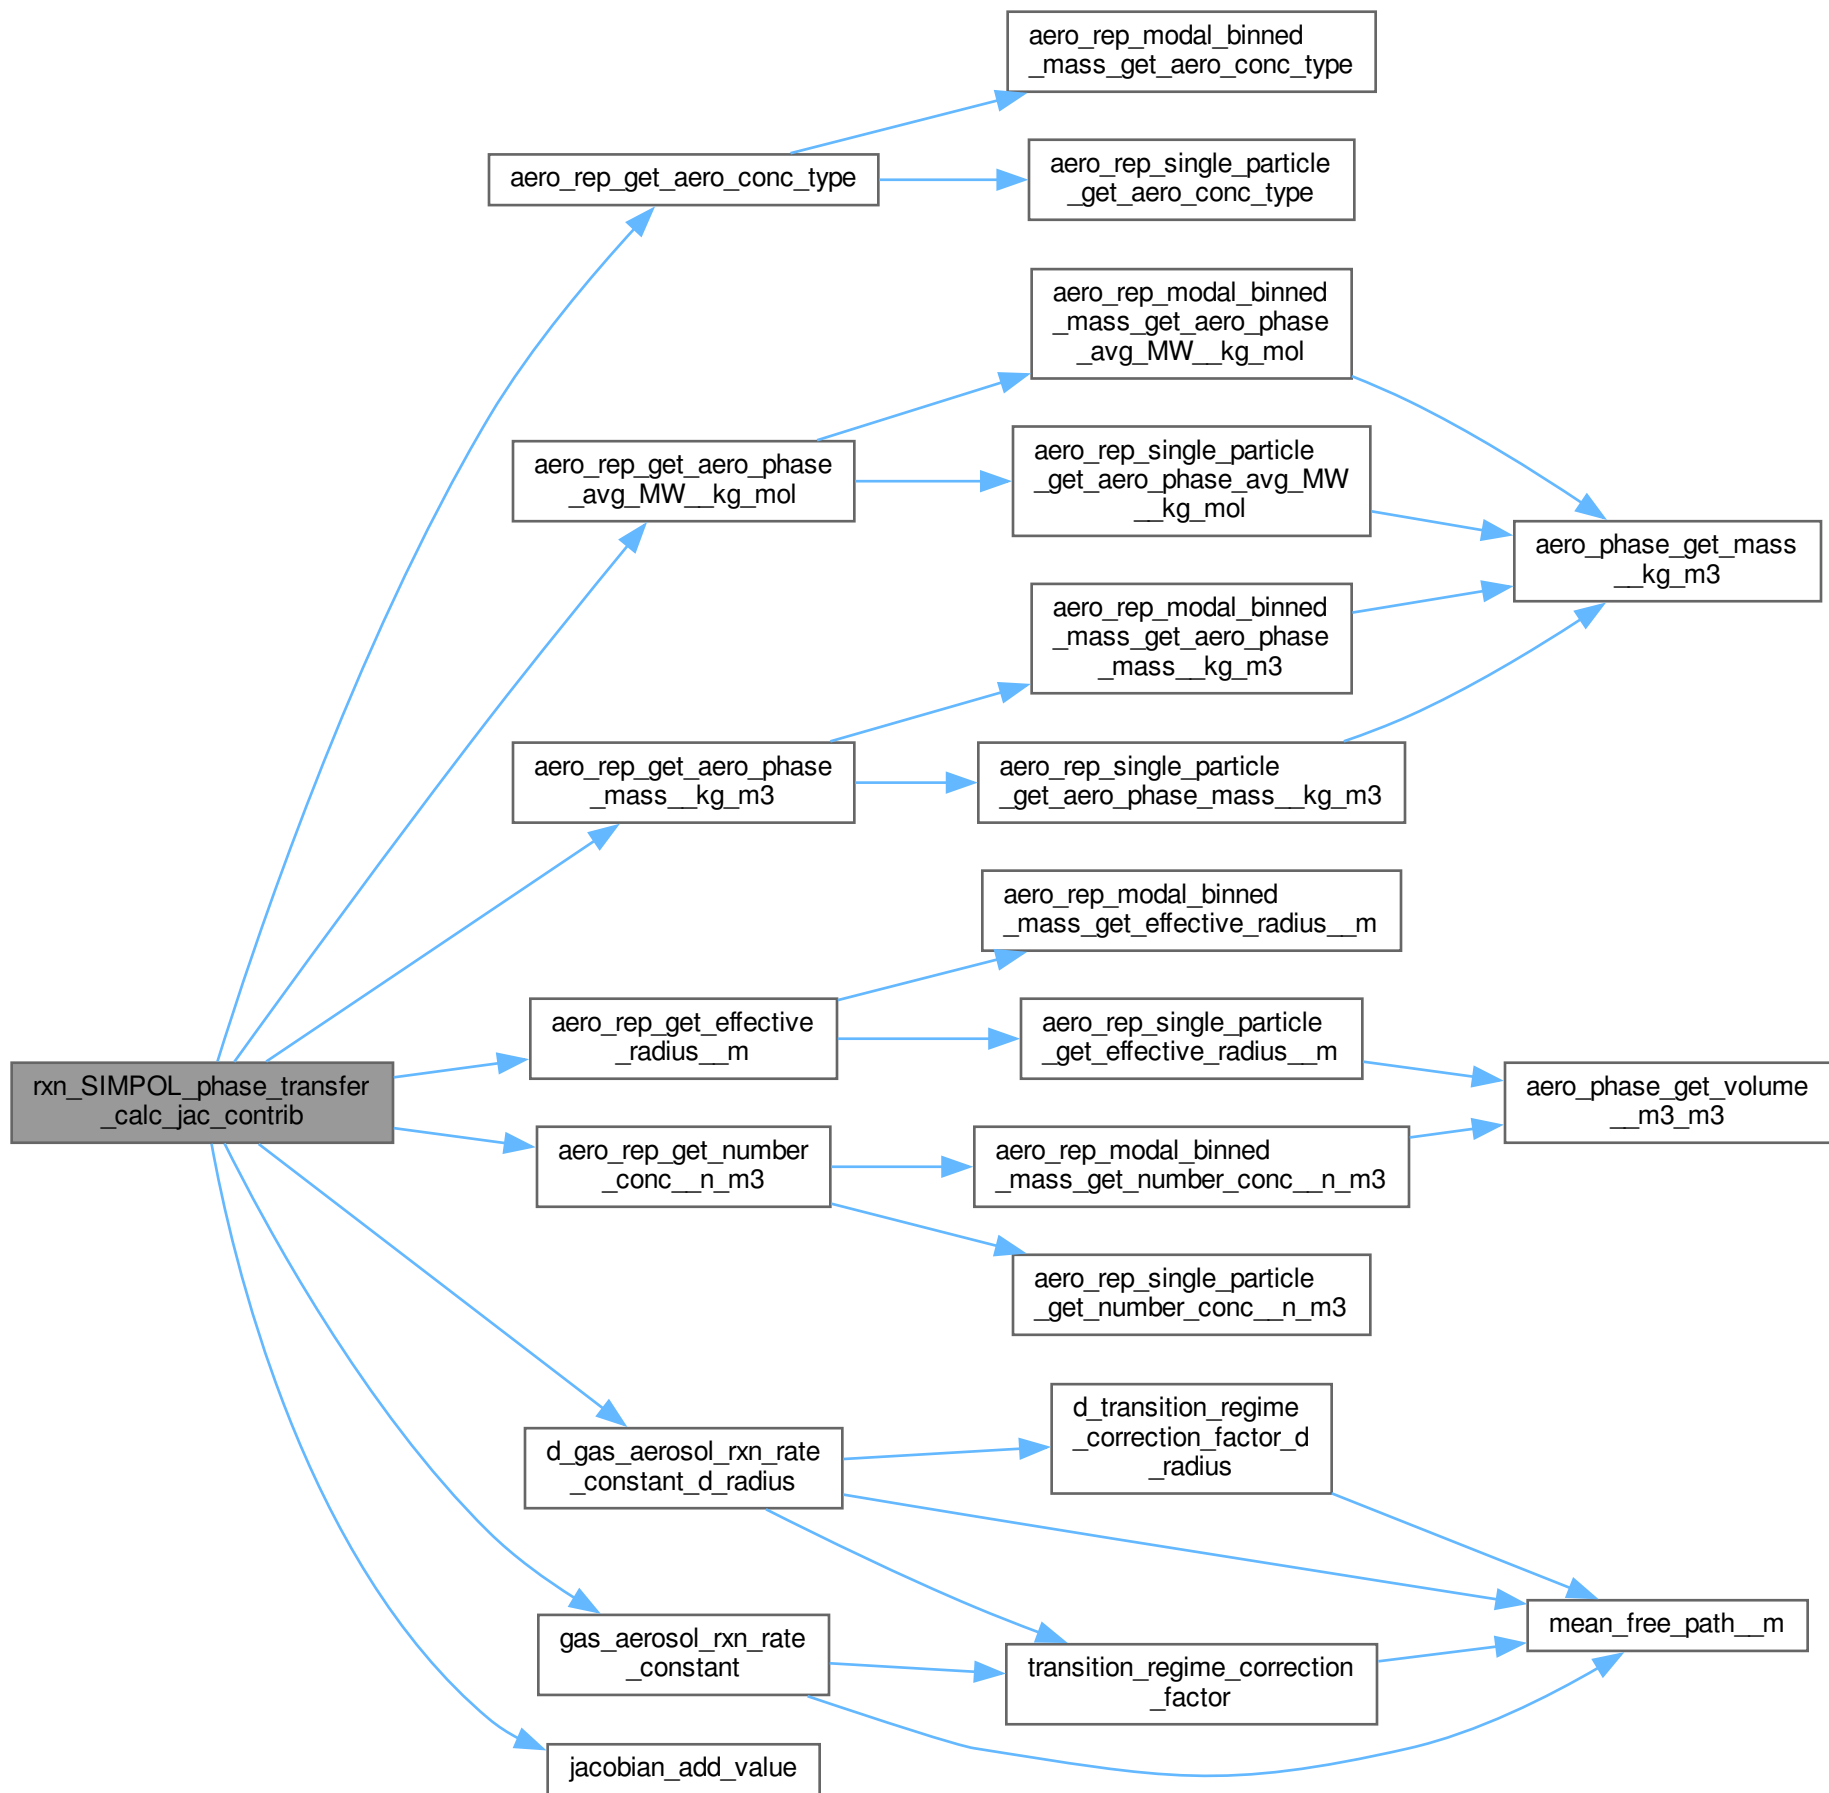 rxn_SIMPOL_phase_transfer
_calc_jac_contrib
aero_rep_get_aero_conc_type
aero_rep_modal_binned
_mass_get_aero_conc_type
aero_rep_single_particle
_get_aero_conc_type
aero_rep_get_aero_phase
_avg_MW__kg_mol
aero_rep_modal_binned
_mass_get_aero_phase
_avg_MW__kg_mol
aero_rep_single_particle
_get_aero_phase_avg_MW
__kg_mol
aero_phase_get_mass
__kg_m3
aero_rep_get_aero_phase
_mass__kg_m3
aero_rep_modal_binned
_mass_get_aero_phase
_mass__kg_m3
aero_rep_single_particle
_get_aero_phase_mass__kg_m3
aero_rep_get_effective
_radius__m
aero_rep_modal_binned
_mass_get_effective_radius__m
aero_rep_single_particle
_get_effective_radius__m
aero_phase_get_volume
__m3_m3
aero_rep_get_number
_conc__n_m3
aero_rep_modal_binned
_mass_get_number_conc__n_m3
aero_rep_single_particle
_get_number_conc__n_m3
d_gas_aerosol_rxn_rate
_constant_d_radius
d_transition_regime
_correction_factor_d
_radius
mean_free_path__m
transition_regime_correction
_factor
gas_aerosol_rxn_rate
_constant
jacobian_add_value